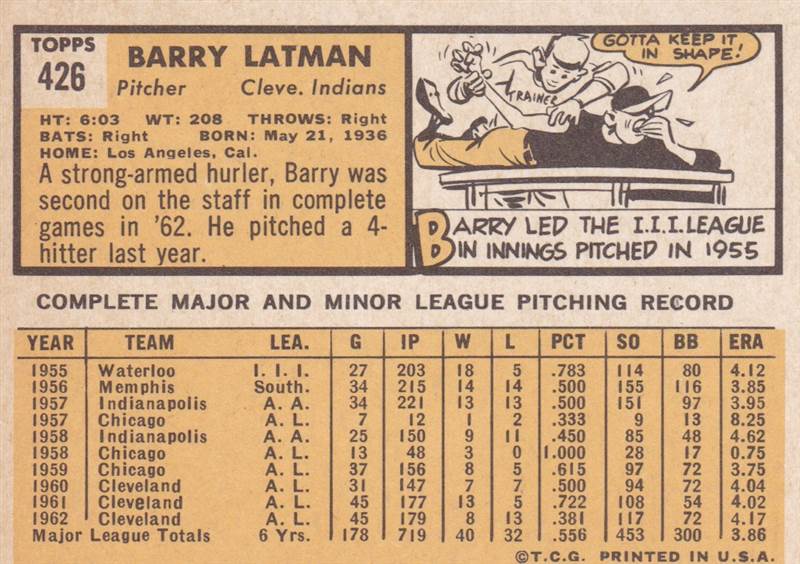 TOPPS
426
BARRY LATMAN
Pitcher Cleve. Indians
HT: 6:03 WT: 208 THROWS: Right
BATS: Right BORN: May 21, 1936
HOME: Los Angeles, Cal.
A strong-armed hurler, Barry was
second on the staff in complete
games in '62. He pitched a 4-
hitter last year.
GOTTA KEEP IT
IN SHAPE!
TRAINER
BARRY LED THE I.I.I. LEAGUE
IN INNINGS PITCHED IN 1955
COMPLETE MAJOR AND MINOR LEAGUE PITCHING RECORD
YEAR TEAM LEA. G IP W L PCT SO BB ERA
1955 Waterloo I. I. I. 27 203 18 5 .783 114 80 4.12
1956 Memphis South. 34 215 14 14 .500 155 116 3.85
1957 Indianapolis A. A. 34 221 13 13 .500 151 97 3.95
1957 Chicago A. L. 7 12 1 2 .333 9 13 8.25
1958 Indianapolis A. A. 25 150 9 11 .450 85 48 4.62
1958 Chicago A. L. 13 48 3 0 1.000 28 17 0.75
1959 Chicago A. L. 37 156 8 5 .615 97 72 3.75
1960 Cleveland A. L. 31 147 7 7 .500 94 72 4.04
1961 Cleveland A. L. 45 177 13 5 .722 108 54 4.02
1962 Cleveland A. L. 45 179 8 13 .381 117 72 4.17
Major League Totals 6 Yrs. 178 719 40 32 .556 453 300 3.86
©T.C.G. PRINTED IN U.S.A.